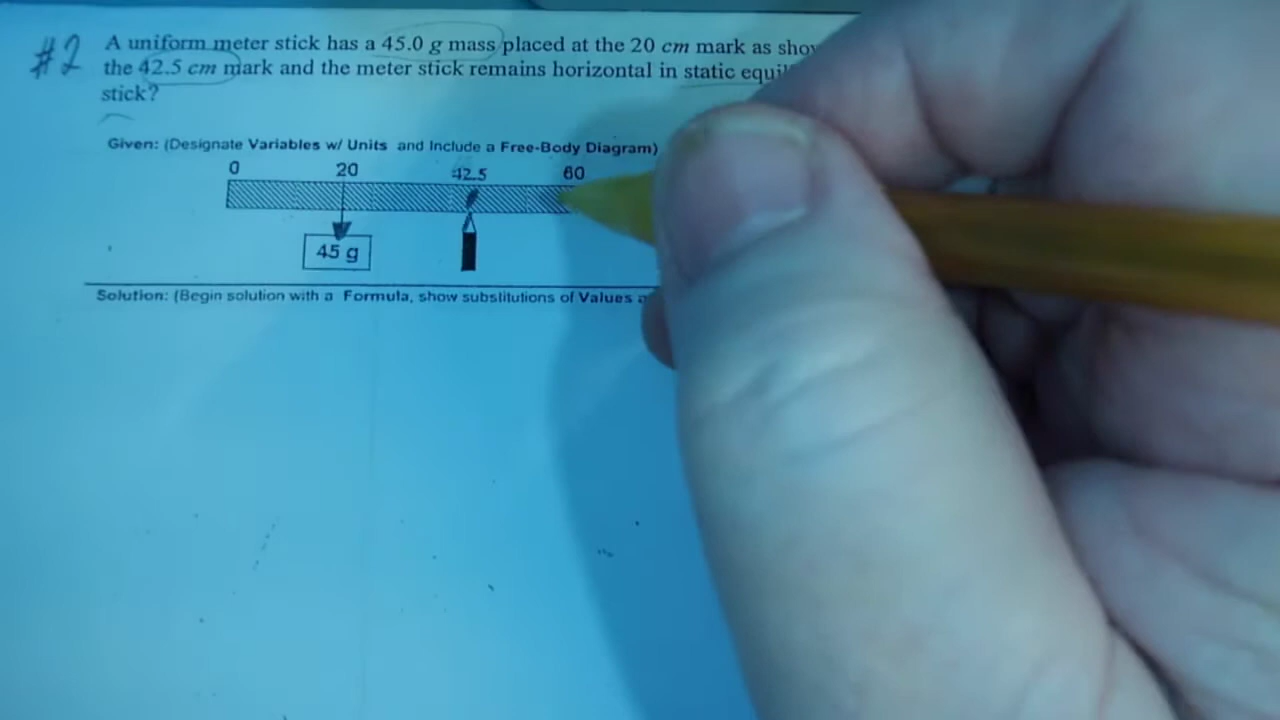 #2 A uniform meter stick has a 45.0 g mass placed at the 20 cm mark as
the 42.5 cm mark and the meter stick remains horizontal in static
stick?
Given: (Designate Variables w/ Units and Include a Free-Body Diagram)
0 20 42.5 60
45 g
Solution: (Begin solution with a Formula, show substitutions of Values